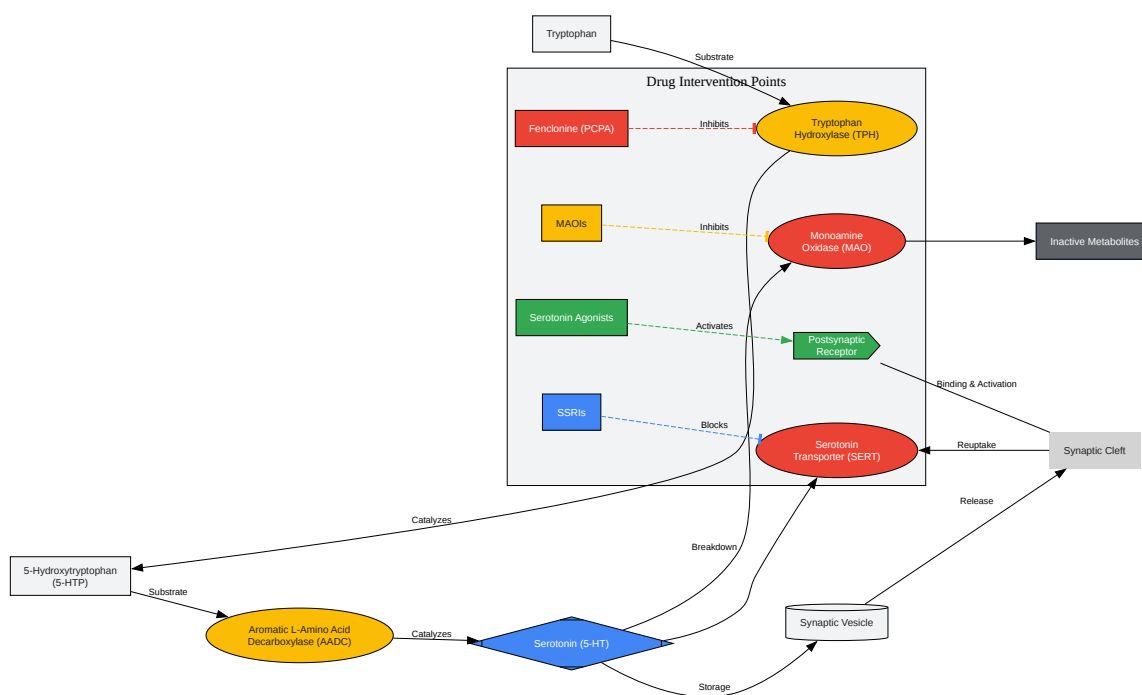 Tryptophan
Substrate
Drug Intervention Points
Fenclonine (PCPA)
Inhibits
Tryptophan
Hydroxylase (TPH)
MAOIs
Inhibits
Monoamine
Oxidase (MAO)
Inactive Metabolites
Serotonin Agonists
Activates
Postsynaptic
Receptor
Binding & Activation
SSRIs
Blocks
Serotonin
Transporter (SERT)
Reuptake
Synaptic Cleft
Release
Catalyzes
Breakdown
5-Hydroxytryptophan
(5-HTP)
Substrate
Aromatic L-Amino Acid
Decarboxylase (AADC)
Catalyzes
Serotonin (5-HT)
Synaptic Vesicle
Storage